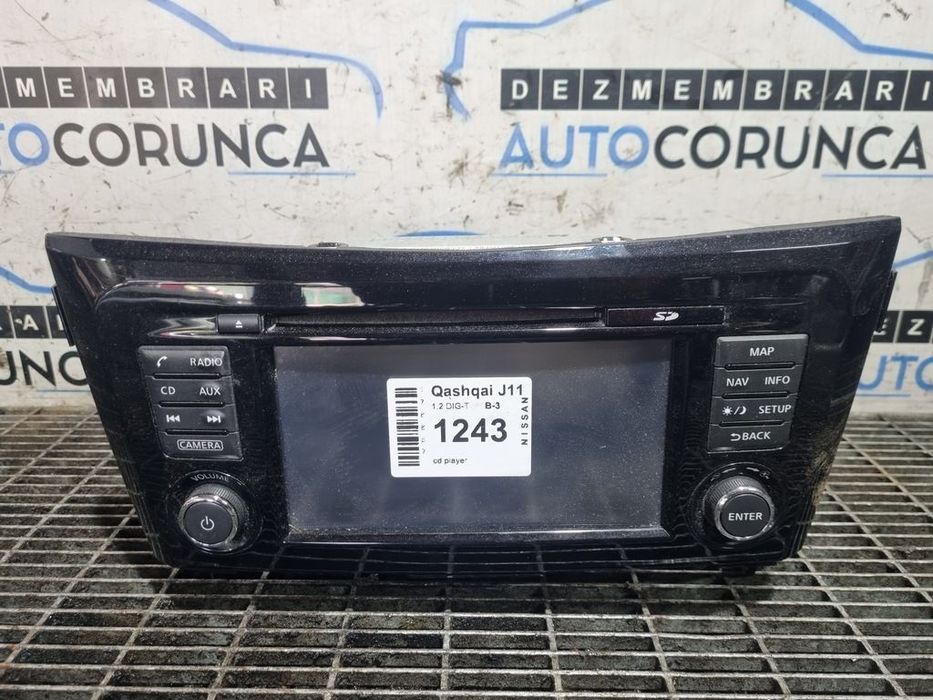 MEMBRARI
DEZMEMBRARI
AUTOCORUNCA
AUTOCORUNCA
SD
RADIO
CD AUX
CAMERA
VOLUME
MAP
NAV INFO
SETUP
BACK
ENTER
Qashqai J11
1.2 DIG-T B-3
1243
cd player
NISSAN